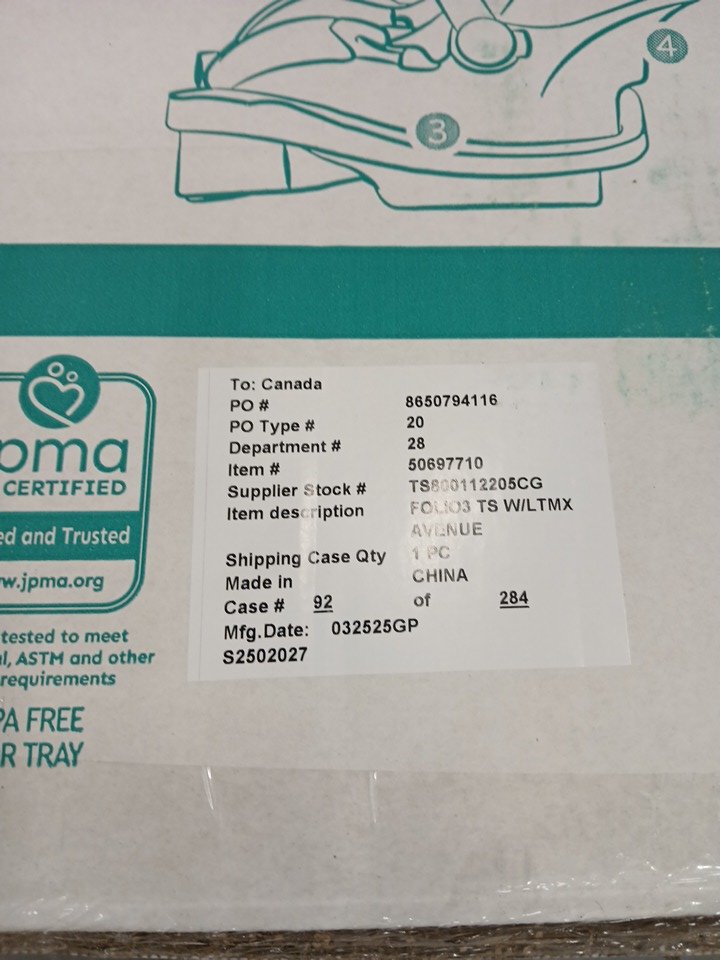 4
3
To: Canada
PO # 8650794116
PO Type # 20
Department # 28
Item # 50697710
Supplier Stock # TS800112205CG
Item description FOLIO3 TS W/LTMX
AVENUE
Shipping Case Qty 1 PC
Made in CHINA
Case # 92 of 284
Mfg.Date: 032525GP
S2502027
pma
CERTIFIED
ed and Trusted
w.jpma.org
tested to meet
l, ASTM and other
requirements
PA FREE
R TRAY